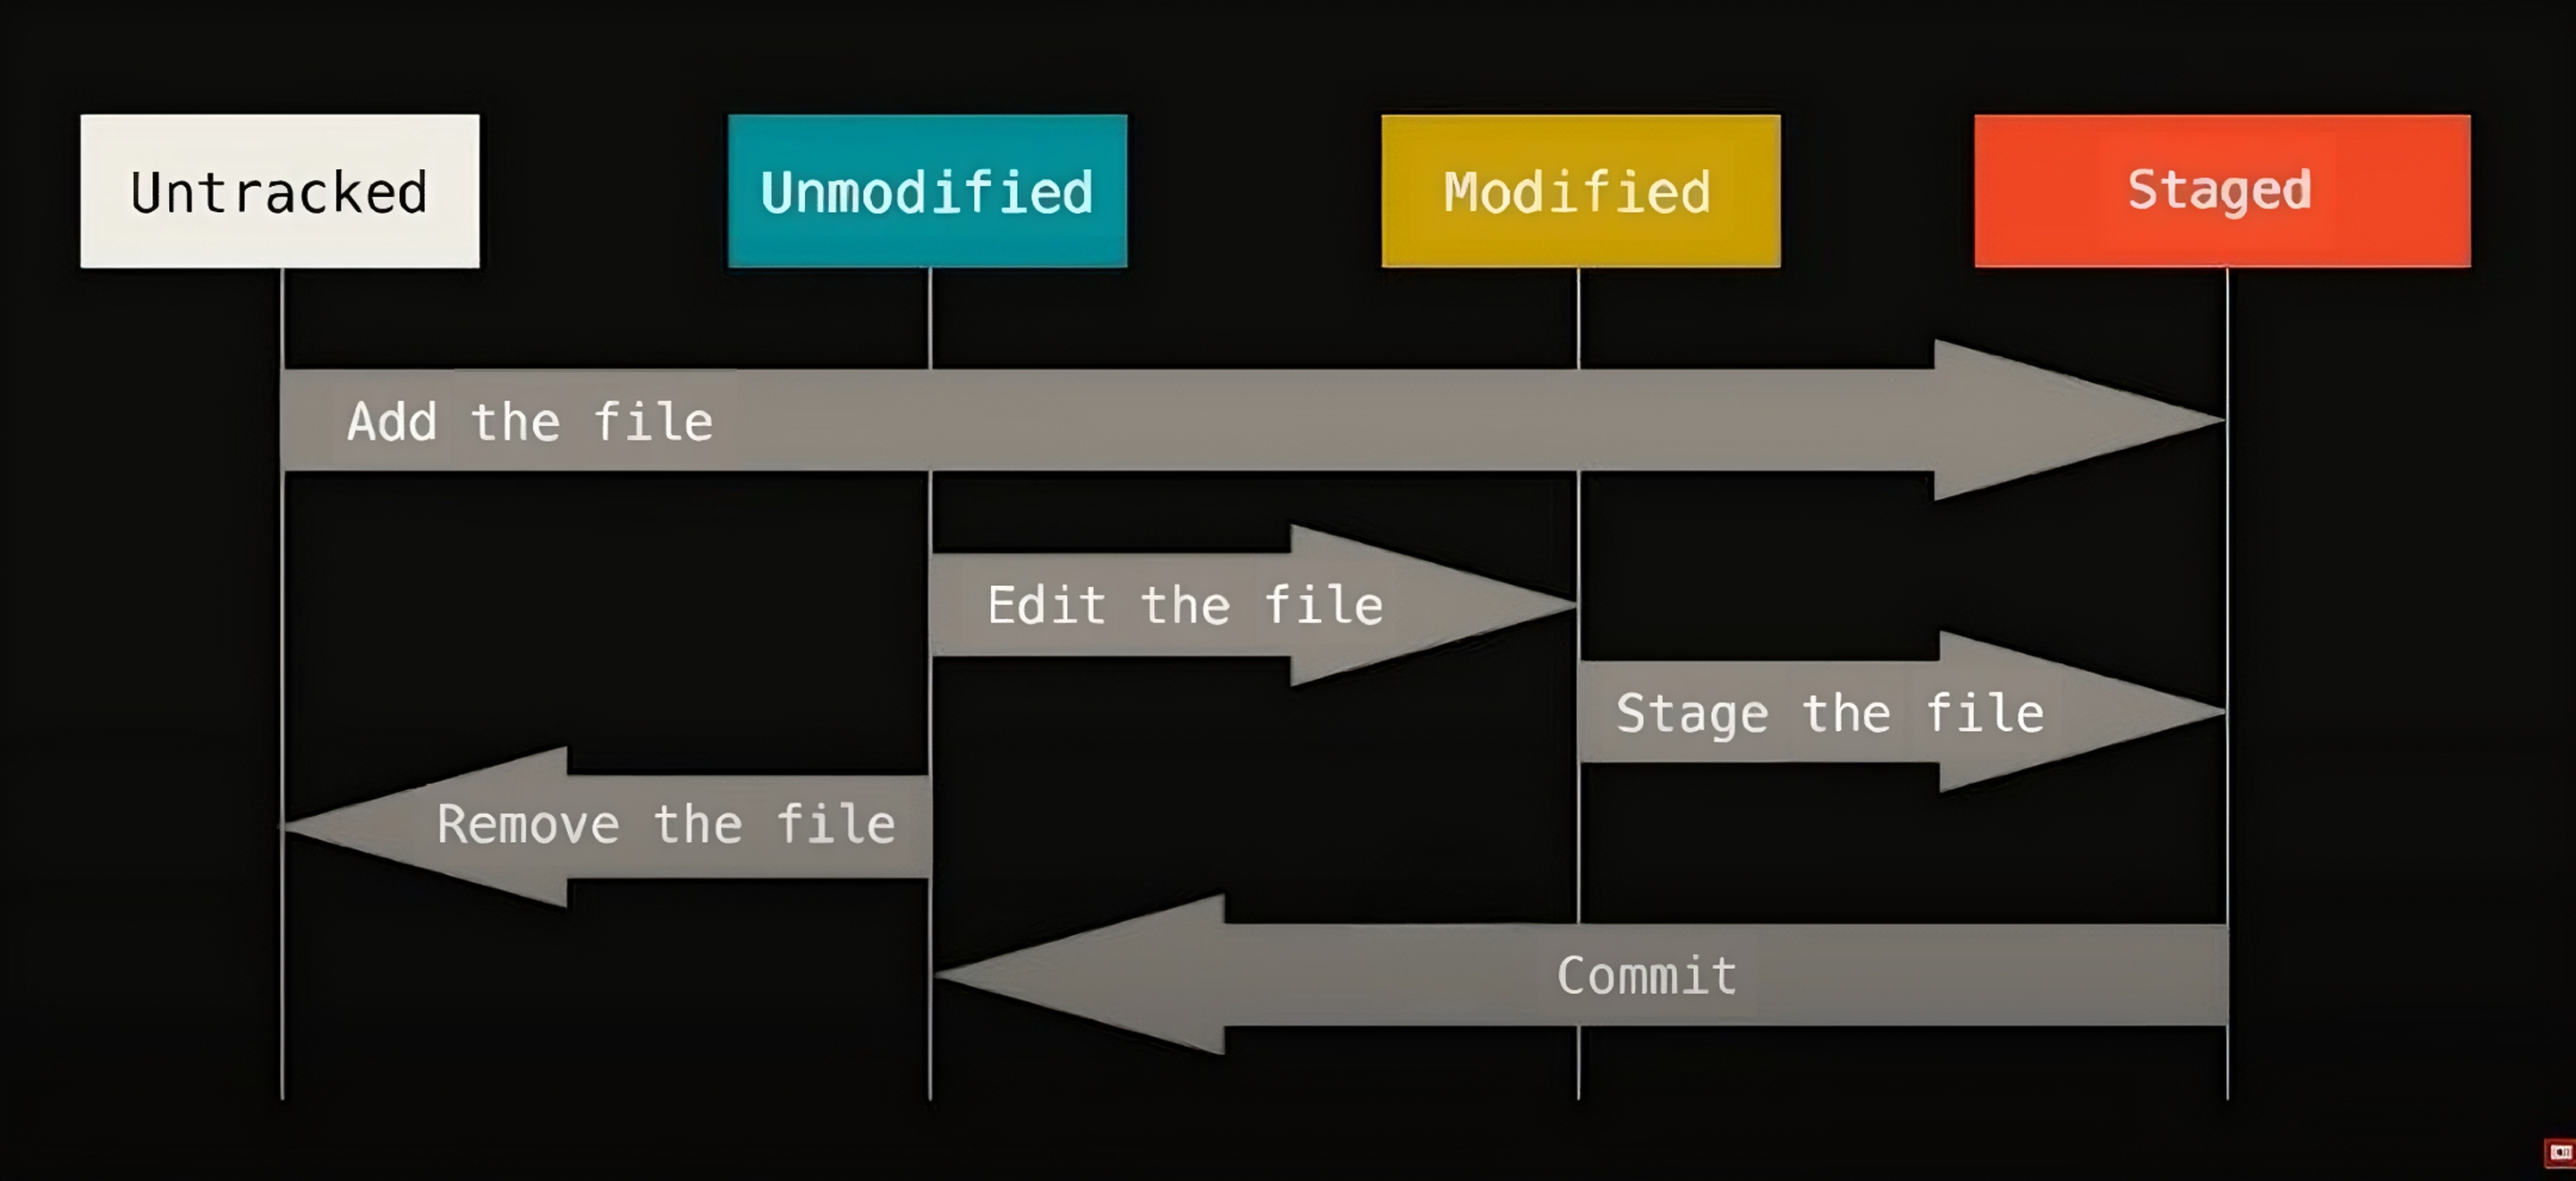 Untracked
Unmodified
Modified
Staged
Add the file
Edit the file
Stage the file
Remove the file
Commit